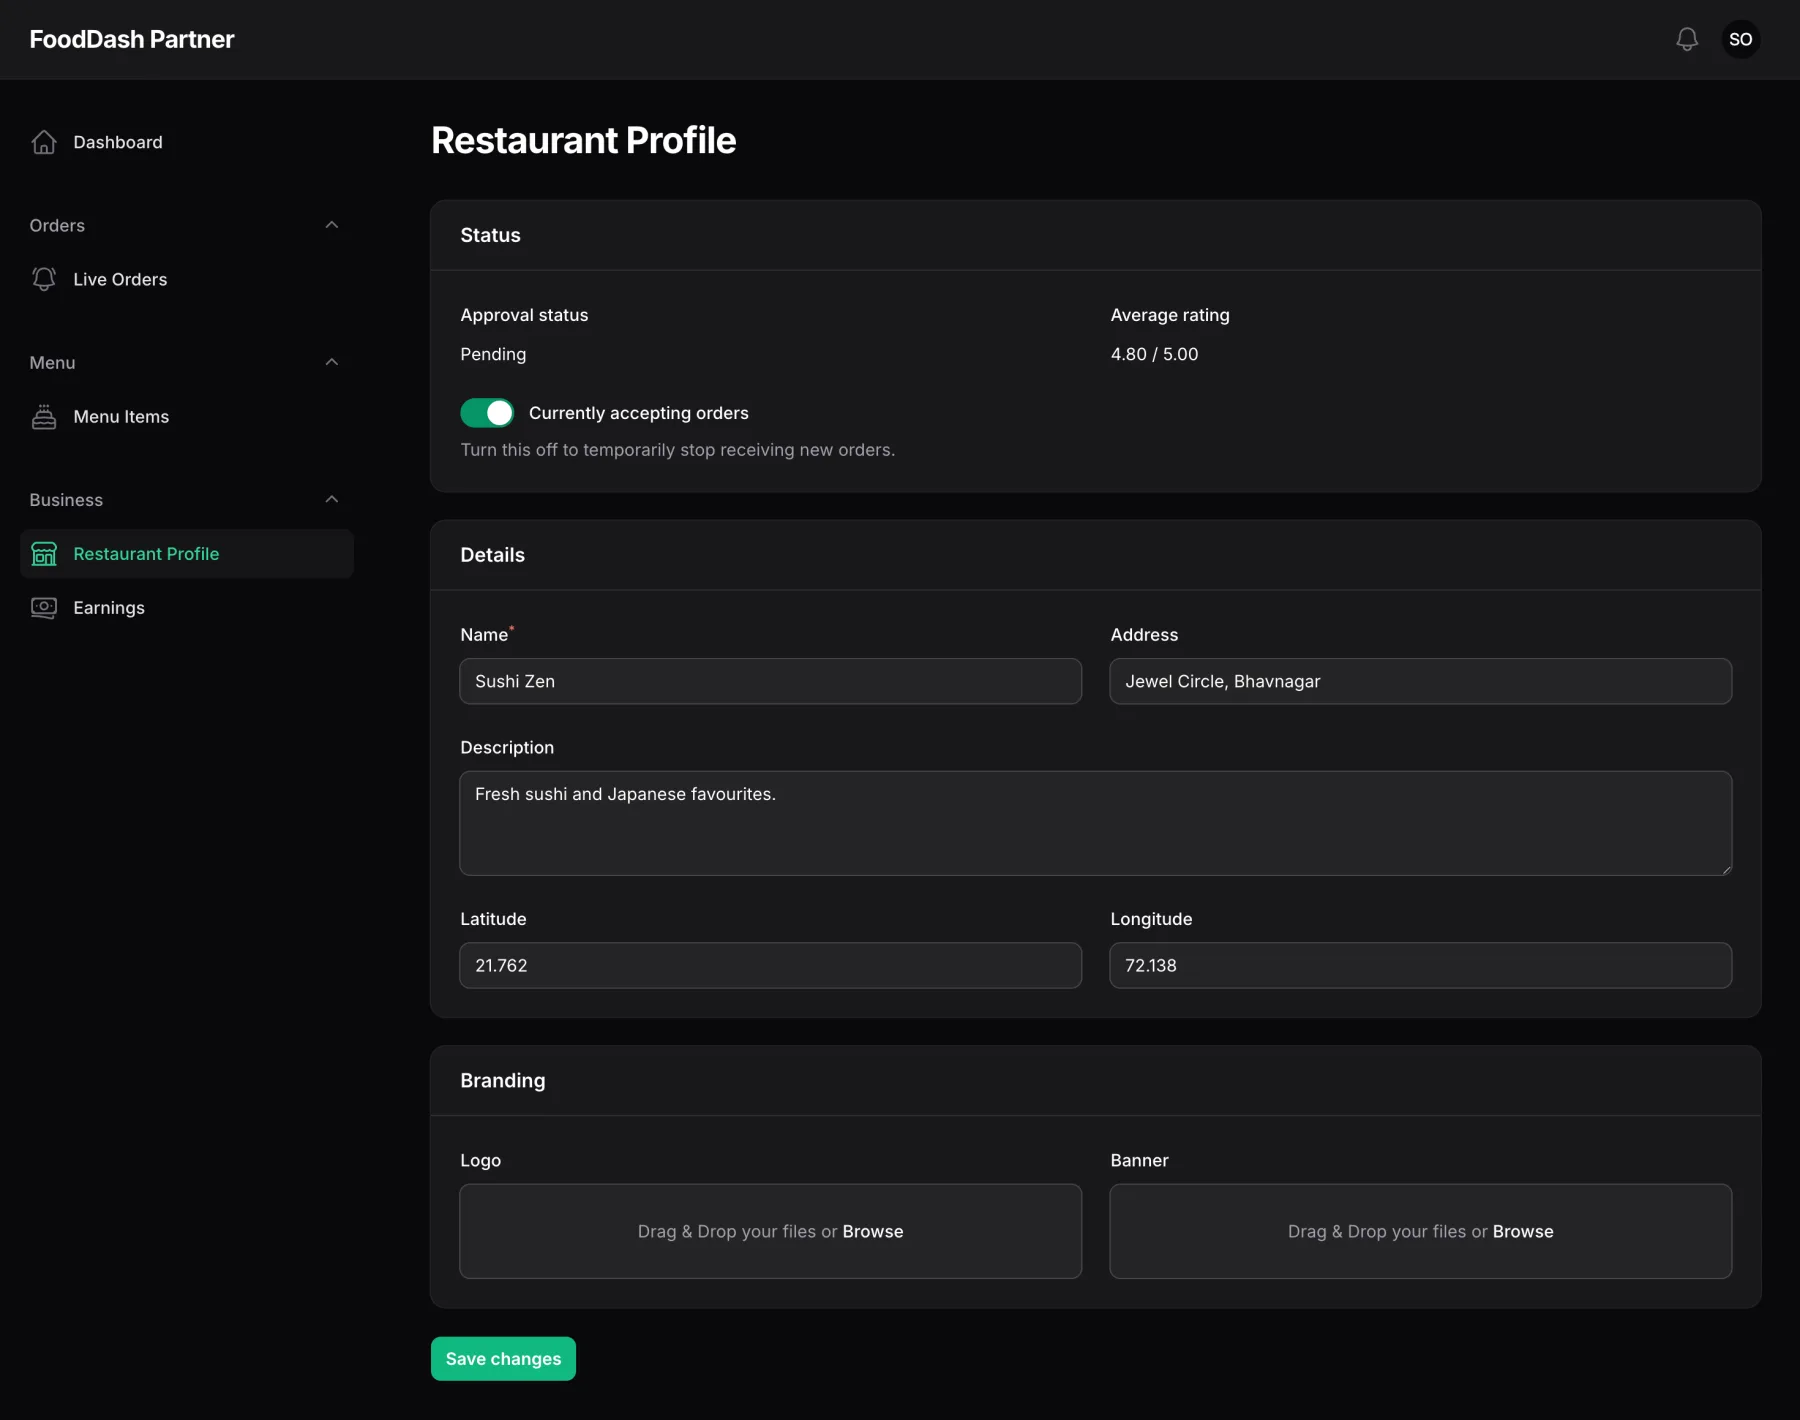 FoodDash Partner
SO
Dashboard
Orders
Live Orders
Menu
Menu Items
Business
Restaurant Profile
Earnings
Restaurant Profile
Status
Approval status
Average rating
Pending
4.80 / 5.00
Currently accepting orders
Turn this off to temporarily stop receiving new orders.
Details
Name*
Address
Sushi Zen
Jewel Circle, Bhavnagar
Description
Fresh sushi and Japanese favourites.
Latitude
Longitude
21.762
72.138
Branding
Logo
Banner
Drag & Drop your files or Browse
Drag & Drop your files or Browse
Save changes